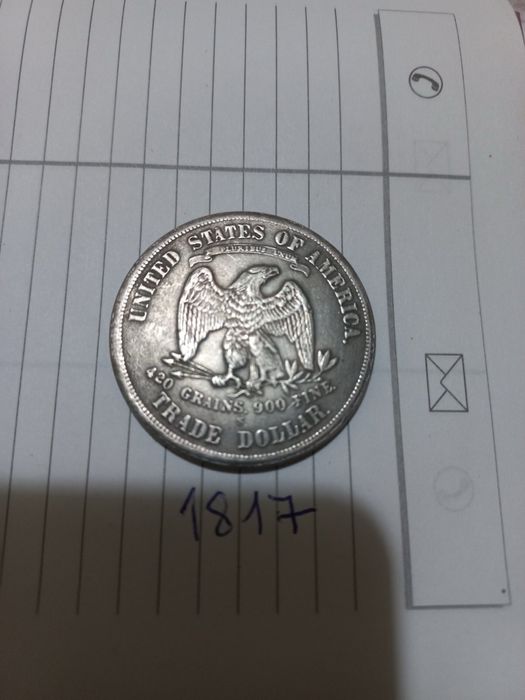 UNITED STATES OF AMERICA
PLURIBUS UNUM
420 GRAINS. 900 FINE.
TRADE DOLLAR
1817